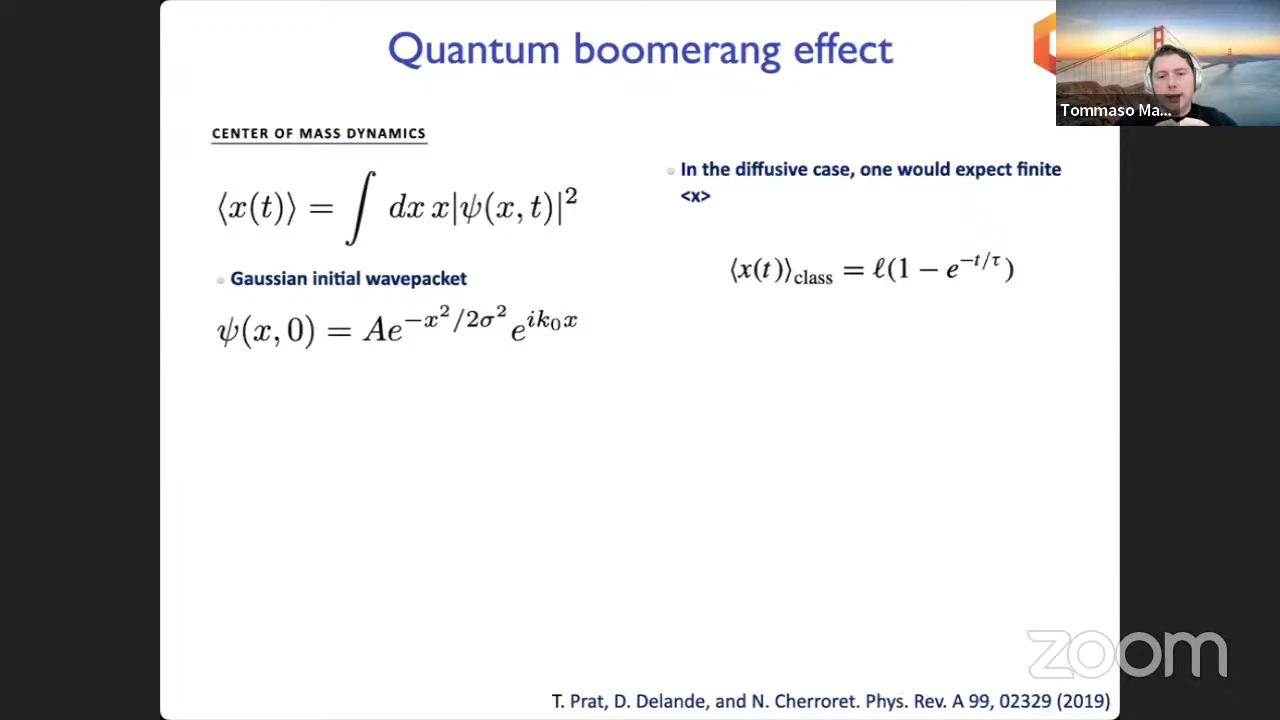 Quantum boomerang effect
Tommaso Ma...
CENTER OF MASS DYNAMICS
⟨x(t)⟩ = ∫ dx x|ψ(x, t)|²
Gaussian initial wavepacket
ψ(x, 0) = Ae^{−x²/2σ²} e^{ik₀x}
In the diffusive case, one would expect finite
<x>
⟨x(t)⟩class = ℓ(1 − e^{−t/τ})
zoom
T. Prat, D. Delande, and N. Cherroret. Phys. Rev. A 99, 02329 (2019)